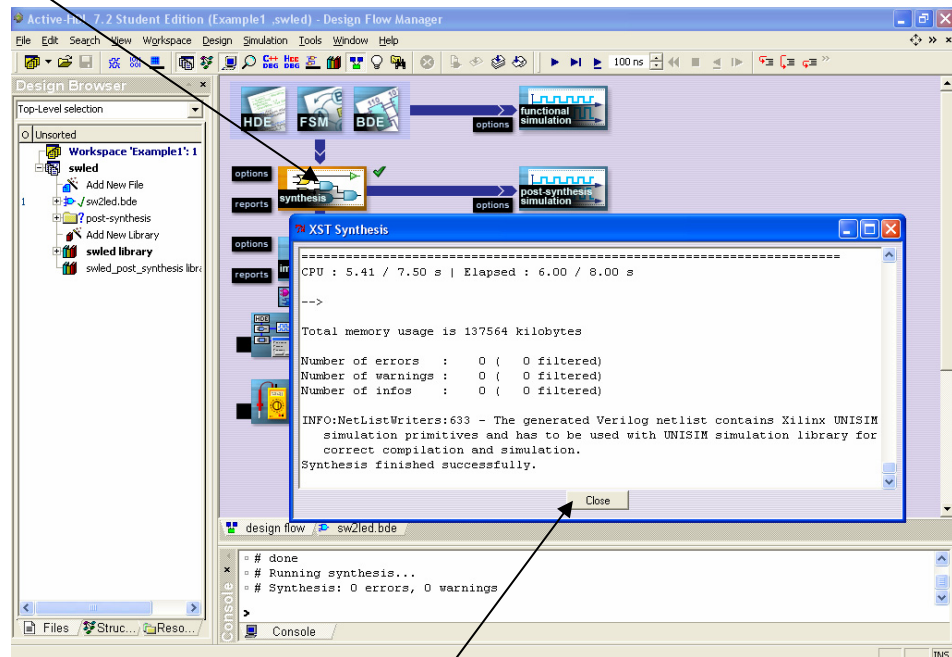 Active-HDL 7.2 Student Edition (Example1 ,swled) - Design Flow Manager
File Edit Search View Workspace Design Simulation Tools Window Help
C++ DEG HEE DEG 100 ns
Design Browser
Top-Level selection
O Unsorted
Workspace 'Example1': 1
swled
Add New File
1 sw2led.bde
post-synthesis
Add New Library
swled library
swled_post_synthesis libra
Files Struc... Reso...
HDE FSM BDE
options
functional
simulation
options
synthesis
reports
options
post-synthesis
simulation
options
reports
im
HDE
XST Synthesis
=========================================================================
CPU : 5.41 / 7.50 s | Elapsed : 6.00 / 8.00 s
-->
Total memory usage is 137564 kilobytes
Number of errors : 0 ( 0 filtered)
Number of warnings : 0 ( 0 filtered)
Number of infos : 0 ( 0 filtered)
INFO:NetListWriters:633 - The generated Verilog netlist contains Xilinx UNISIM
simulation primitives and has to be used with UNISIM simulation library for
correct compilation and simulation.
Synthesis finished successfully.
Close
design flow sw2led.bde
# done
# Running synthesis...
# Synthesis: 0 errors, 0 warnings
>
Console
Console
INS